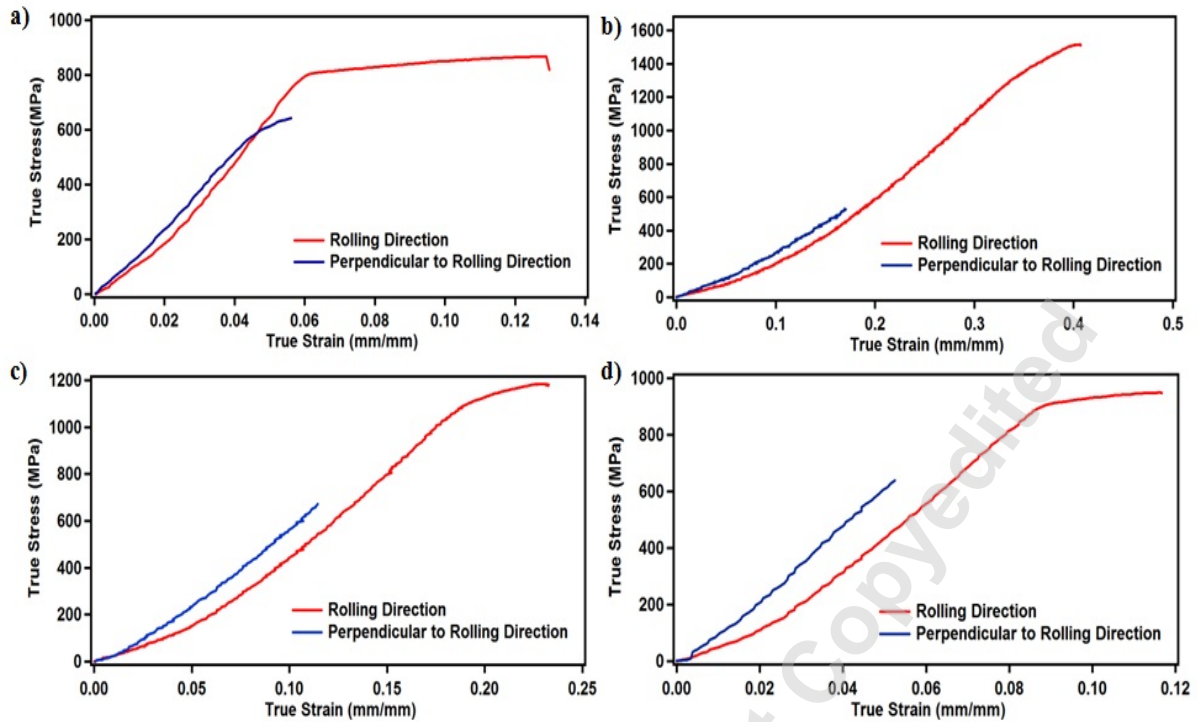 a)
1000
800
600
400
200
0
True Stress(MPa)
Rolling Direction
Perpendicular to Rolling Direction
0.00 0.02 0.04 0.06 0.08 0.10 0.12 0.14
True Strain (mm/mm)
b)
1600
1400
1200
1000
800
600
400
200
0
True Stress (MPa)
Rolling Direction
Perpendicular to Rolling Direction
0.0 0.1 0.2 0.3 0.4 0.5
True Strain (mm/mm)
c)
1200
1000
800
600
400
200
0
True Stress (MPa)
Rolling Direction
Perpendicular to Rolling Direction
0.00 0.05 0.10 0.15 0.20 0.25
True Strain (mm/mm)
d)
1000
800
600
400
200
0
True Stress (MPa)
Rolling Direction
Perpendicular to Rolling Direction
0.00 0.02 0.04 0.06 0.08 0.10 0.12
True Strain (mm/mm)
Copyedited